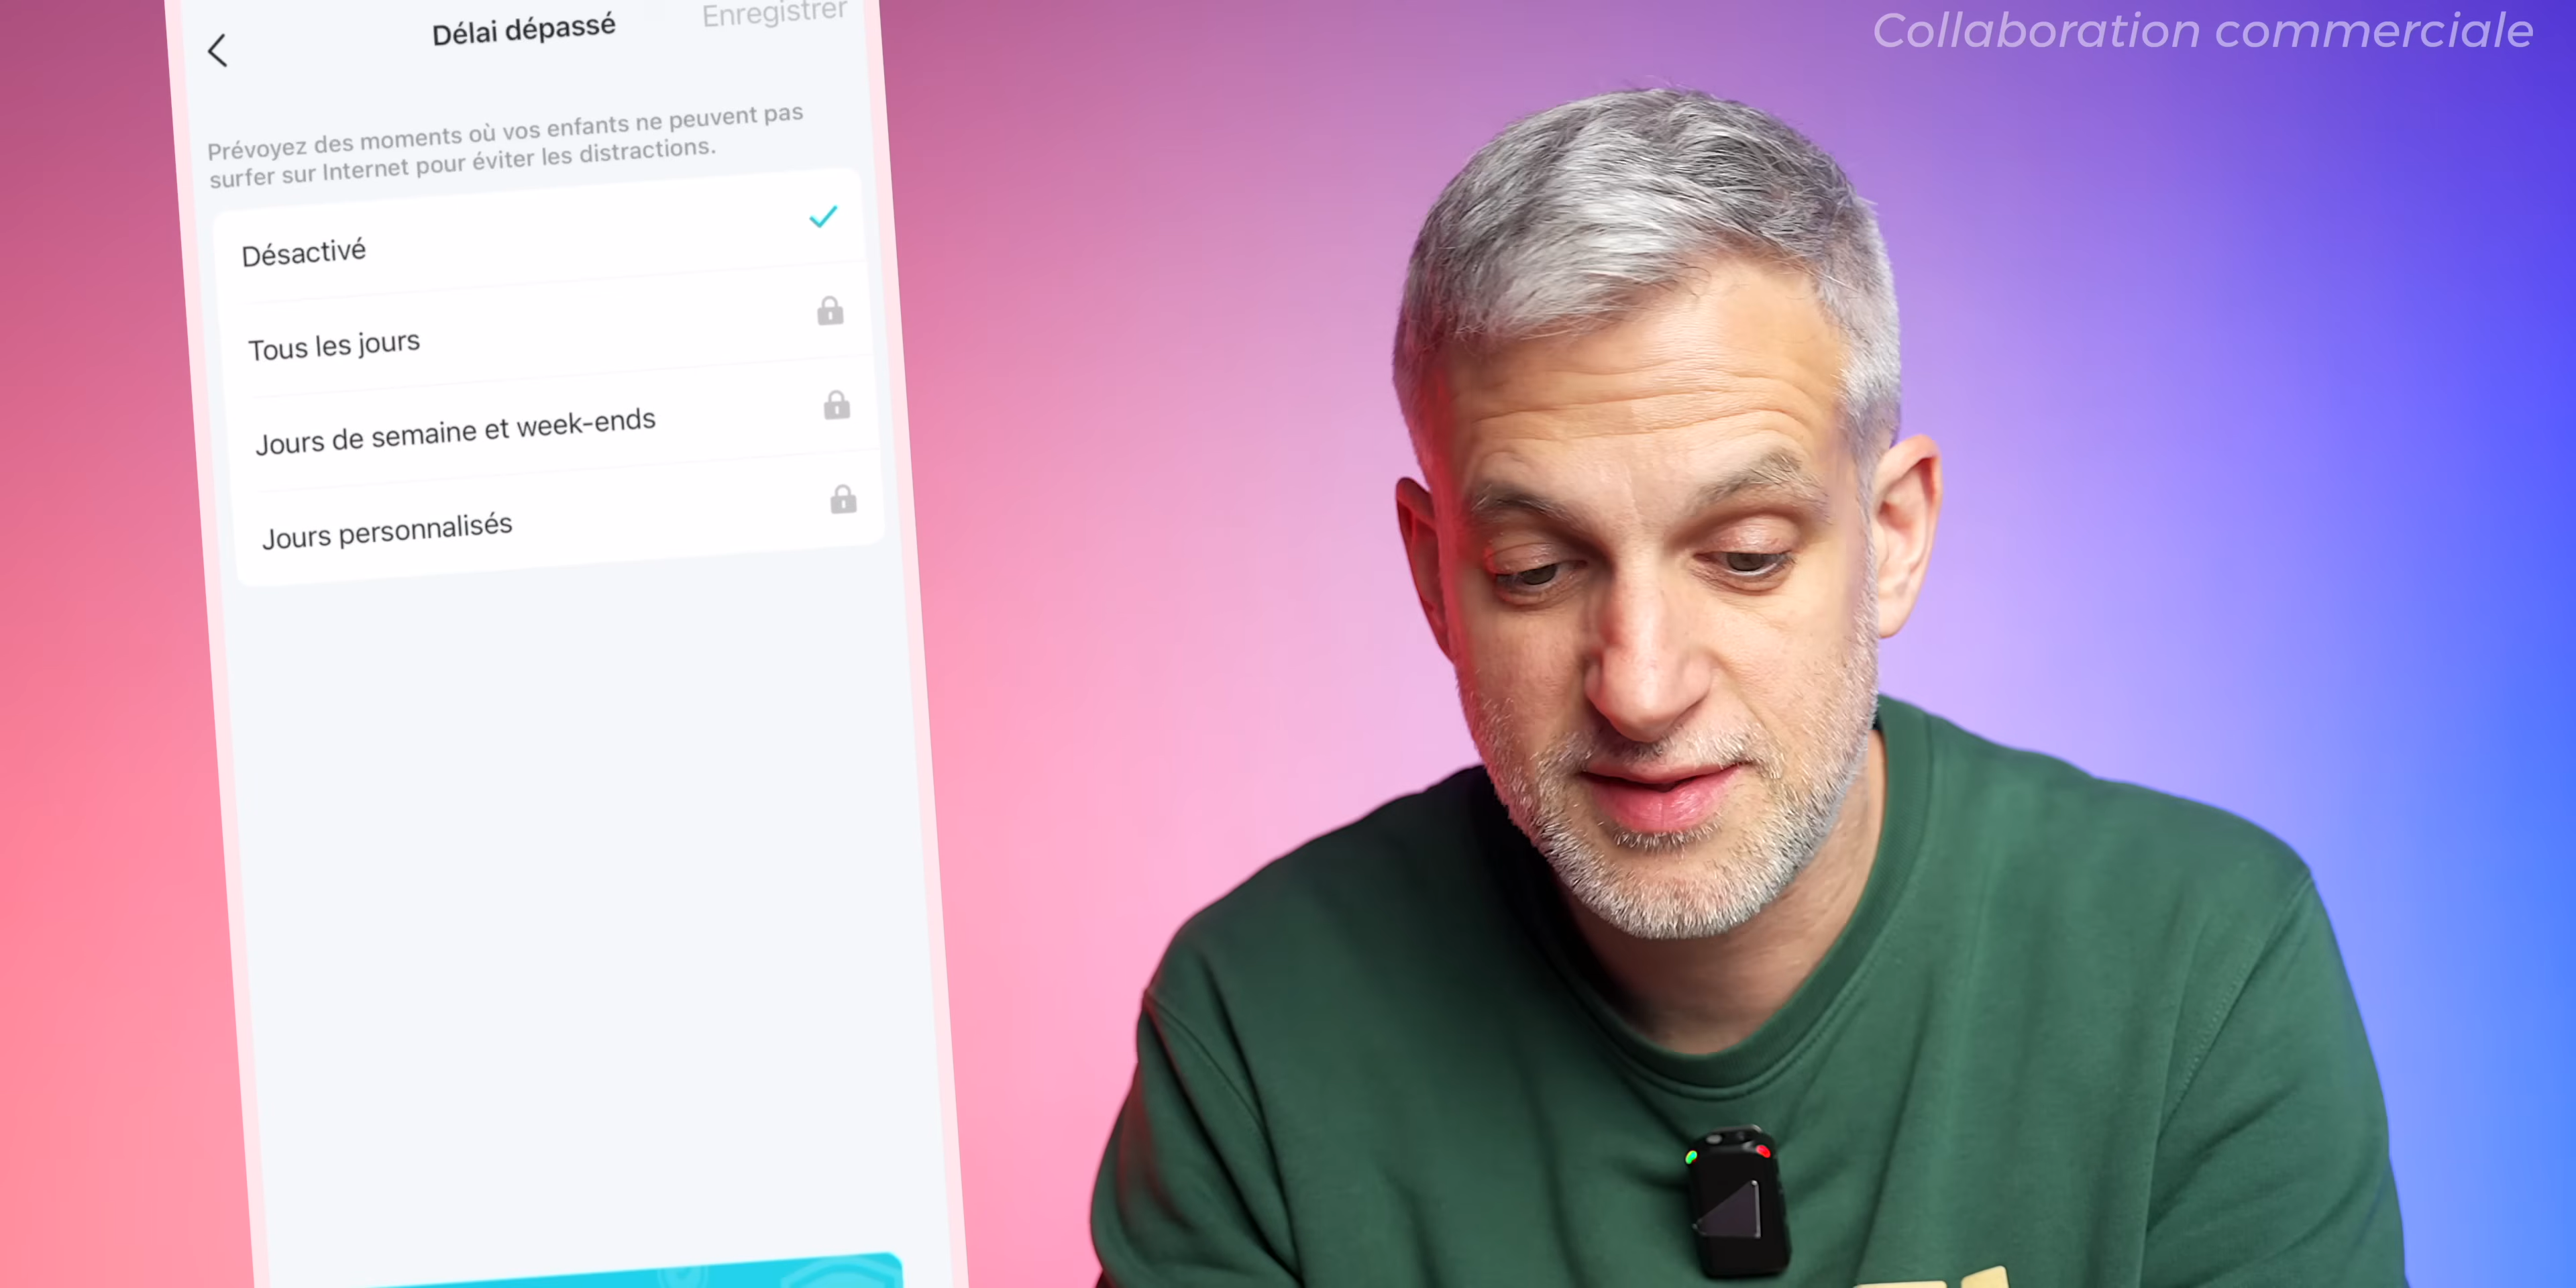 Collaboration commerciale
Délai dépassé
Enregistrer
Prévoyez des moments où vos enfants ne peuvent pas
surfer sur Internet pour éviter les distractions.
Désactivé
Tous les jours
Jours de semaine et week-ends
Jours personnalisés